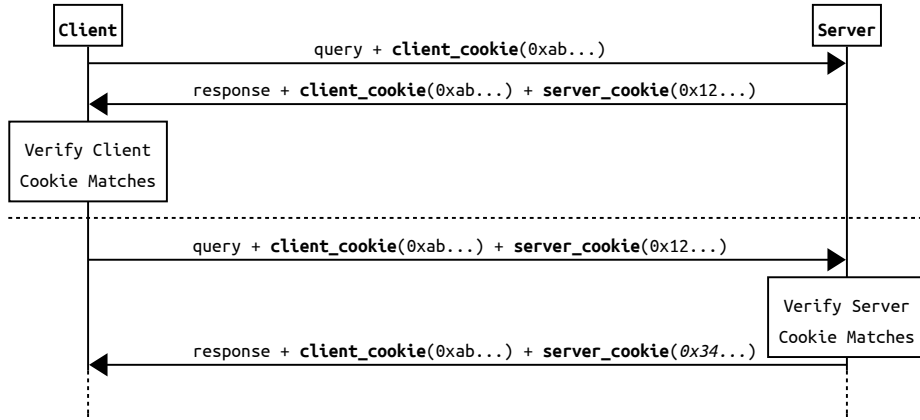 Client
Server
query + client_cookie(0xab...)
response + client_cookie(0xab...) + server_cookie(0x12...)
Verify Client
Cookie Matches
query + client_cookie(0xab...) + server_cookie(0x12...)
Verify Server
Cookie Matches
response + client_cookie(0xab...) + server_cookie(0x34...)